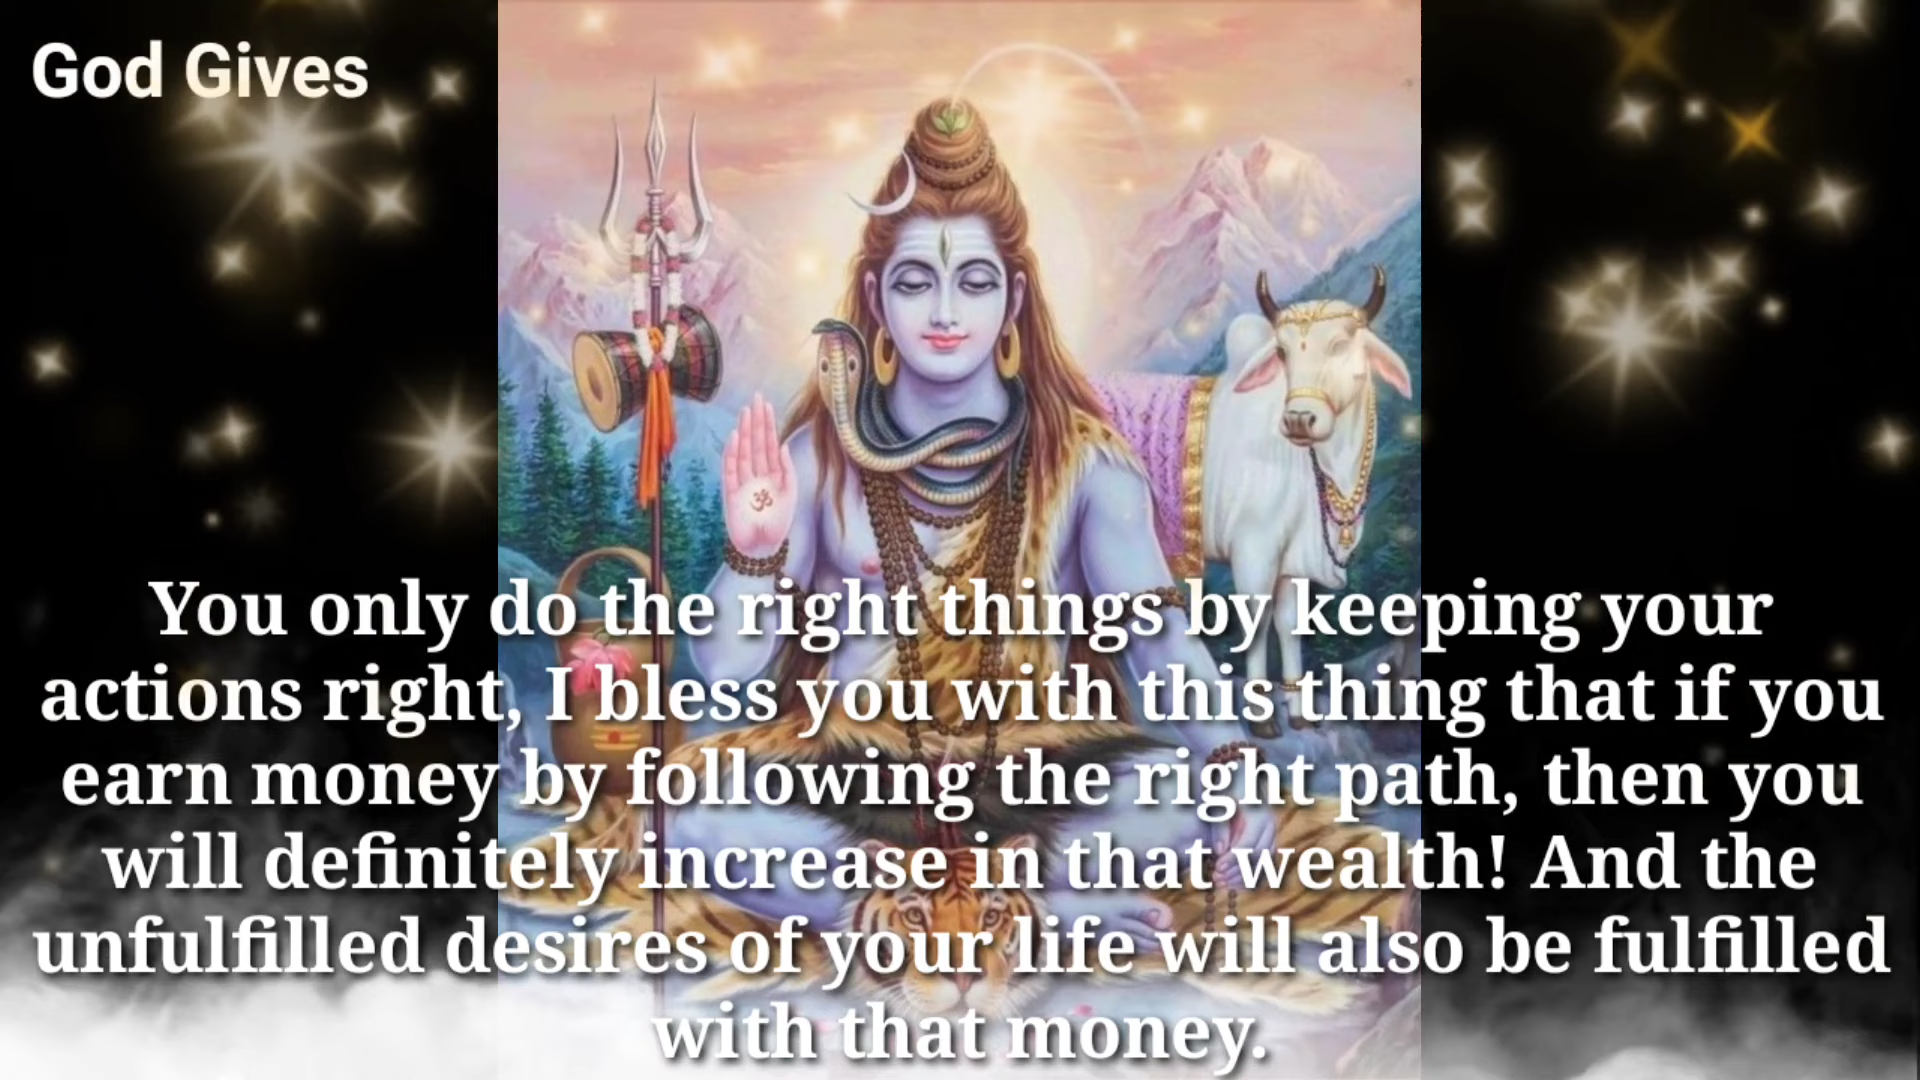 God Gives
ॐ
You only do the right things by keeping your
actions right, I bless you with this thing that if you
earn money by following the right path, then you
will definitely increase in that wealth! And the
unfulfilled desires of your life will also be fulfilled
with that money.